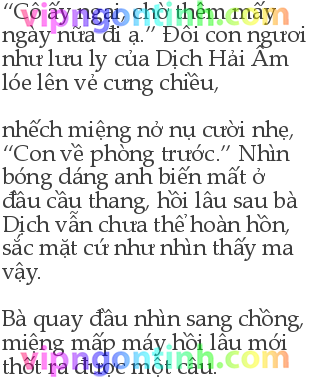 “Cô ấy ngại, chờ thêm mấy
ngày nữa đi ạ.” Đôi con ngươi
như lưu ly của Dịch Hải Âm
lóe lên vẻ cưng chiều,
nhếch miệng nở nụ cười nhẹ,
“Con về phòng trước.” Nhìn
bóng dáng anh biến mất ở
đầu cầu thang, hồi lâu sau bà
Dịch vẫn chưa thể hoàn hồn,
sắc mặt cứ như nhìn thấy ma
vậy.
Bà quay đầu nhìn sang chồng,
miệng mấp máy hồi lâu mới
thốt ra được một câu.
vipngontinh.com
vipngontinh.com